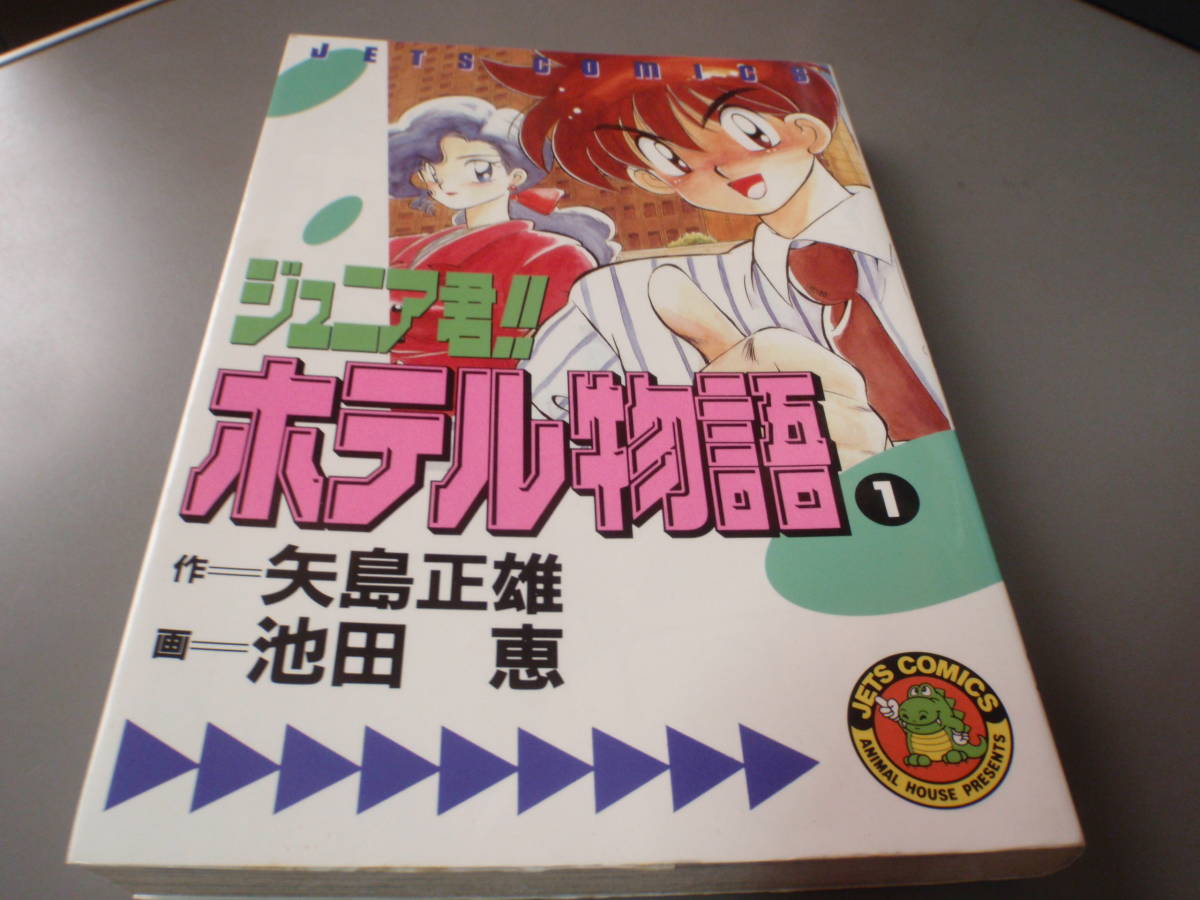 JETS COMICS
ジュニア君!!
ホテル物語
1
作＝矢島正雄
画＝池田 恵
JETS COMICS
ANIMAL HOUSE PRESENTS